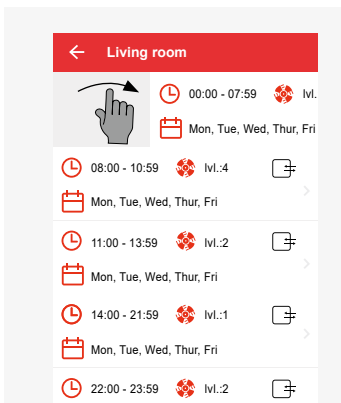 Living room
00:00 - 07:59 lvl.
Mon, Tue, Wed, Thur, Fri
08:00 - 10:59 lvl.:4
Mon, Tue, Wed, Thur, Fri
11:00 - 13:59 lvl.:2
Mon, Tue, Wed, Thur, Fri
14:00 - 21:59 lvl.:1
Mon, Tue, Wed, Thur, Fri
22:00 - 23:59 lvl.:2